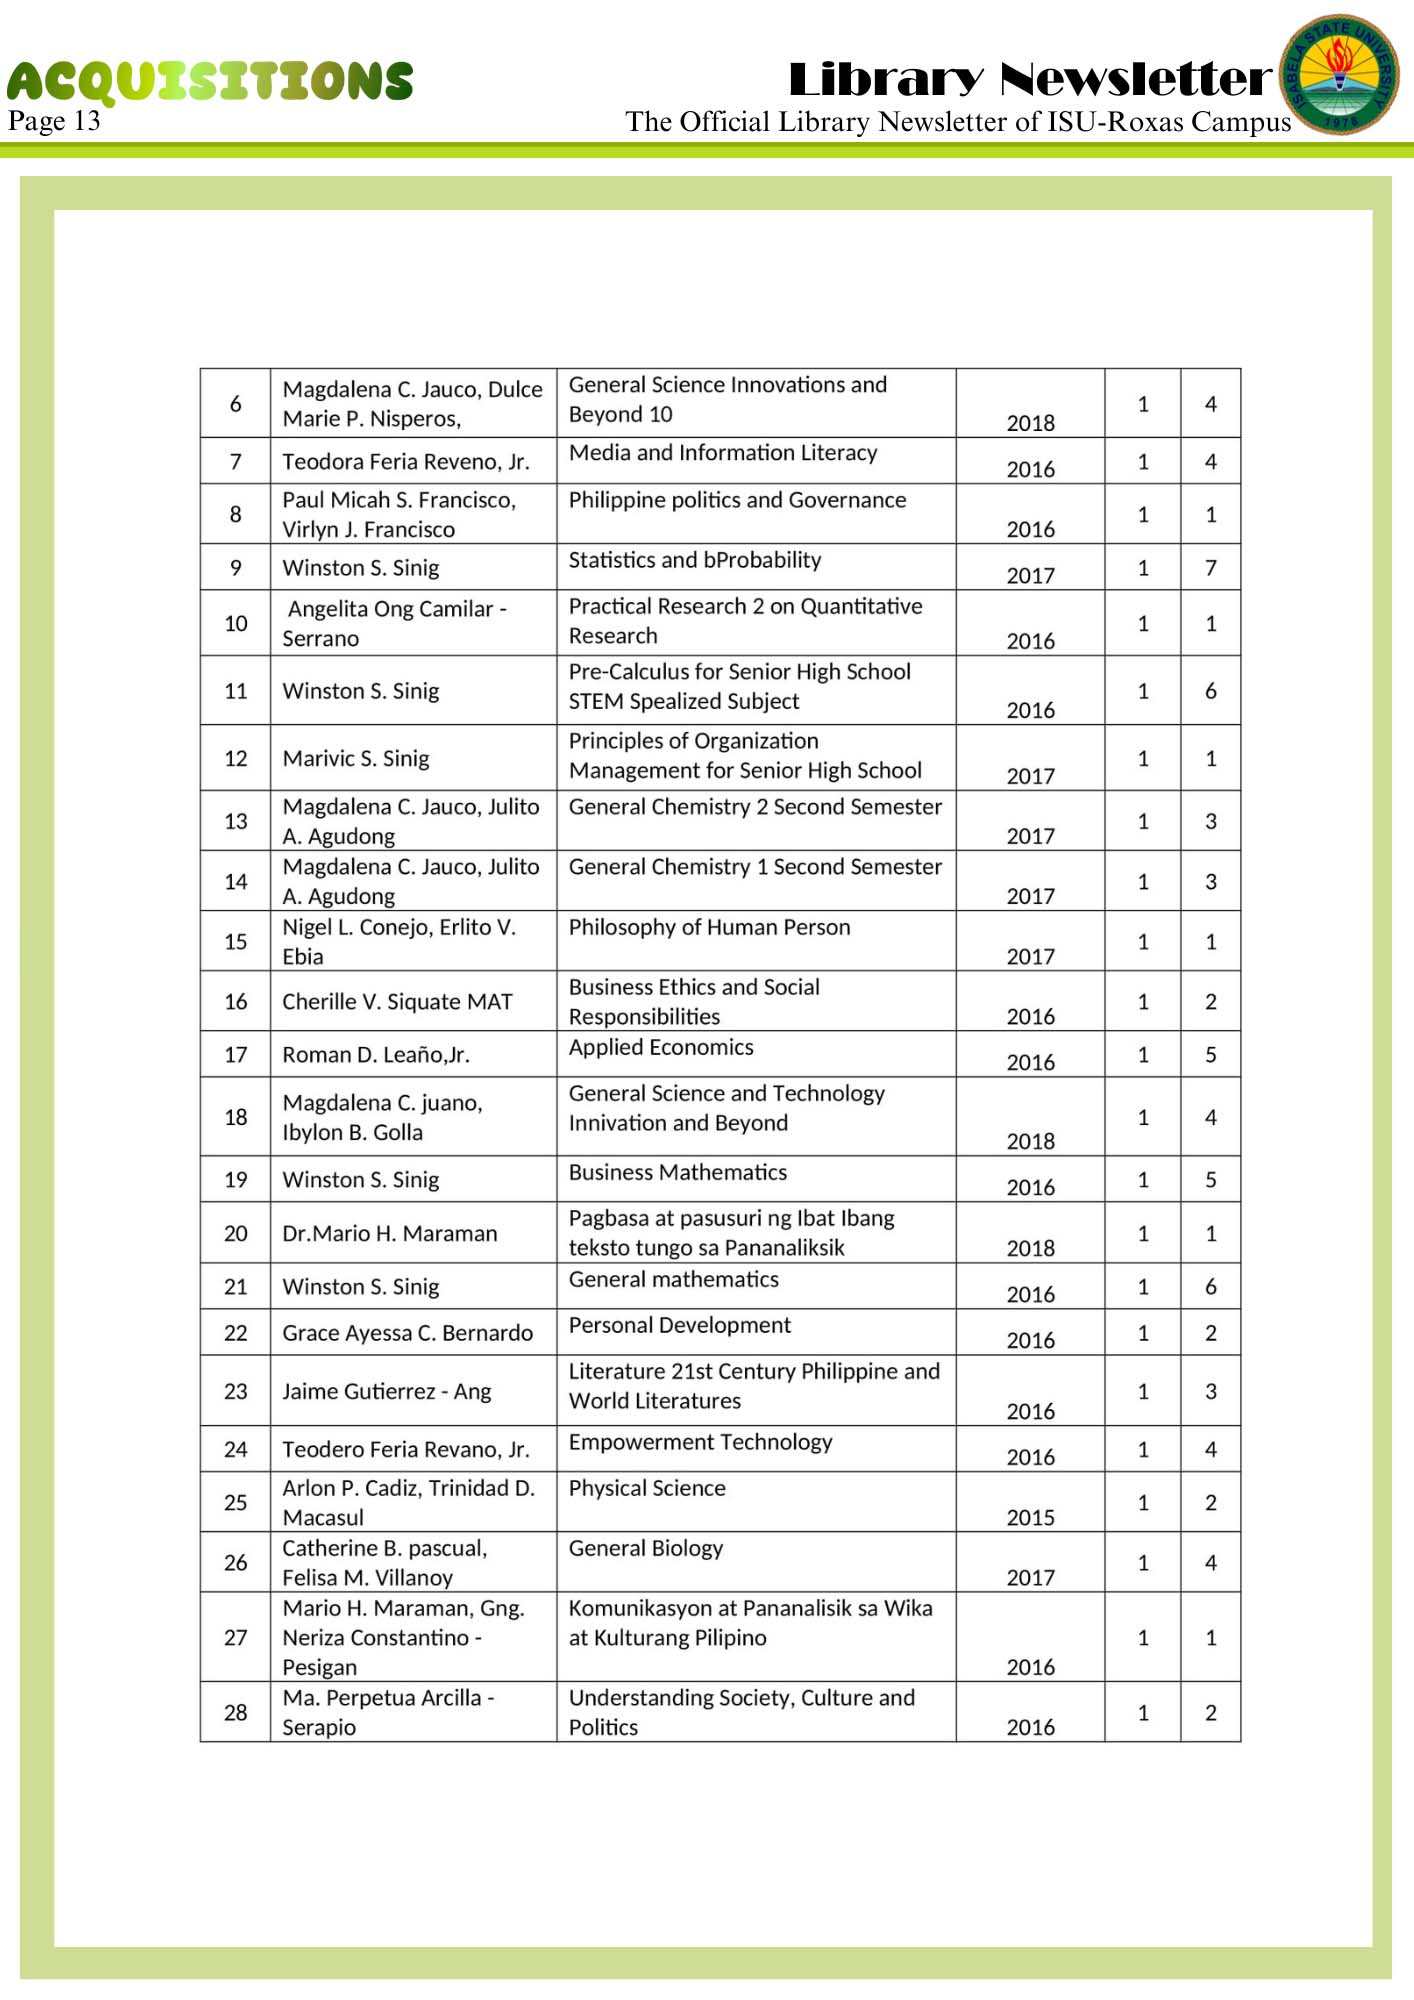 ACQUISITIONS
Page 13
Library Newsletter
The Official Library Newsletter of ISU-Roxas Campus
ISABELA STATE UNIVERSITY
1978
6 Magdalena C. Jauco, Dulce Marie P. Nisperos, General Science Innovations and Beyond 10 2018 1 4
7 Teodora Feria Reveno, Jr. Media and Information Literacy 2016 1 4
8 Paul Micah S. Francisco, Virlyn J. Francisco Philippine politics and Governance 2016 1 1
9 Winston S. Sinig Statistics and bProbability 2017 1 7
10 Angelita Ong Camilar - Serrano Practical Research 2 on Quantitative Research 2016 1 1
11 Winston S. Sinig Pre-Calculus for Senior High School STEM Spealized Subject 2016 1 6
12 Marivic S. Sinig Principles of Organization Management for Senior High School 2017 1 1
13 Magdalena C. Jauco, Julito A. Agudong General Chemistry 2 Second Semester 2017 1 3
14 Magdalena C. Jauco, Julito A. Agudong General Chemistry 1 Second Semester 2017 1 3
15 Nigel L. Conejo, Erlito V. Ebia Philosophy of Human Person 2017 1 1
16 Cherille V. Siquate MAT Business Ethics and Social Responsibilities 2016 1 2
17 Roman D. Leaño,Jr. Applied Economics 2016 1 5
18 Magdalena C. juano, Ibylon B. Golla General Science and Technology Innivation and Beyond 2018 1 4
19 Winston S. Sinig Business Mathematics 2016 1 5
20 Dr.Mario H. Maraman Pagbasa at pasusuri ng Ibat Ibang teksto tungo sa Pananaliksik 2018 1 1
21 Winston S. Sinig General mathematics 2016 1 6
22 Grace Ayessa C. Bernardo Personal Development 2016 1 2
23 Jaime Gutierrez - Ang Literature 21st Century Philippine and World Literatures 2016 1 3
24 Teodero Feria Revano, Jr. Empowerment Technology 2016 1 4
25 Arlon P. Cadiz, Trinidad D. Macasul Physical Science 2015 1 2
26 Catherine B. pascual, Felisa M. Villanoy General Biology 2017 1 4
27 Mario H. Maraman, Gng. Neriza Constantino - Pesigan Komunikasyon at Pananalisik sa Wika at Kulturang Pilipino 2016 1 1
28 Ma. Perpetua Arcilla - Serapio Understanding Society, Culture and Politics 2016 1 2